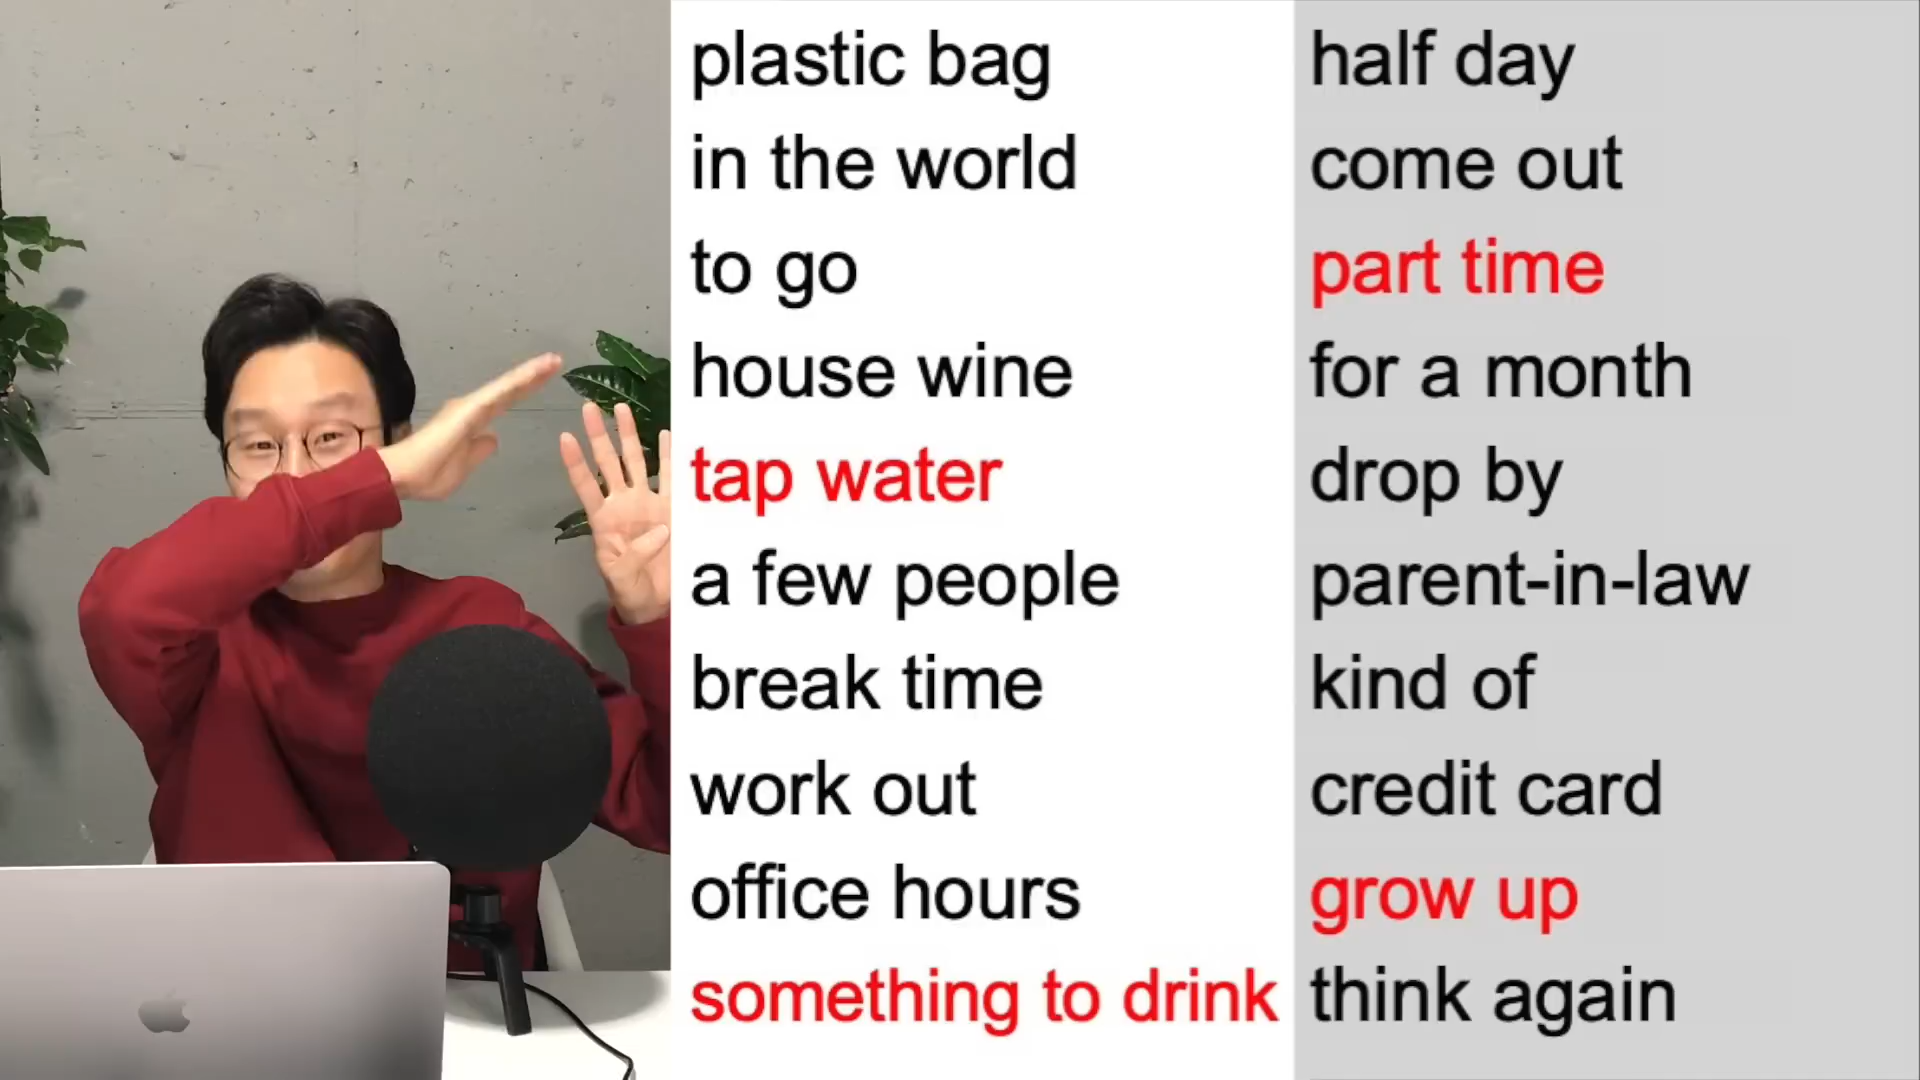 plastic bag
in the world
to go
house wine
tap water
a few people
break time
work out
office hours
something to drink
half day
come out
part time
for a month
drop by
parent-in-law
kind of
credit card
grow up
think again